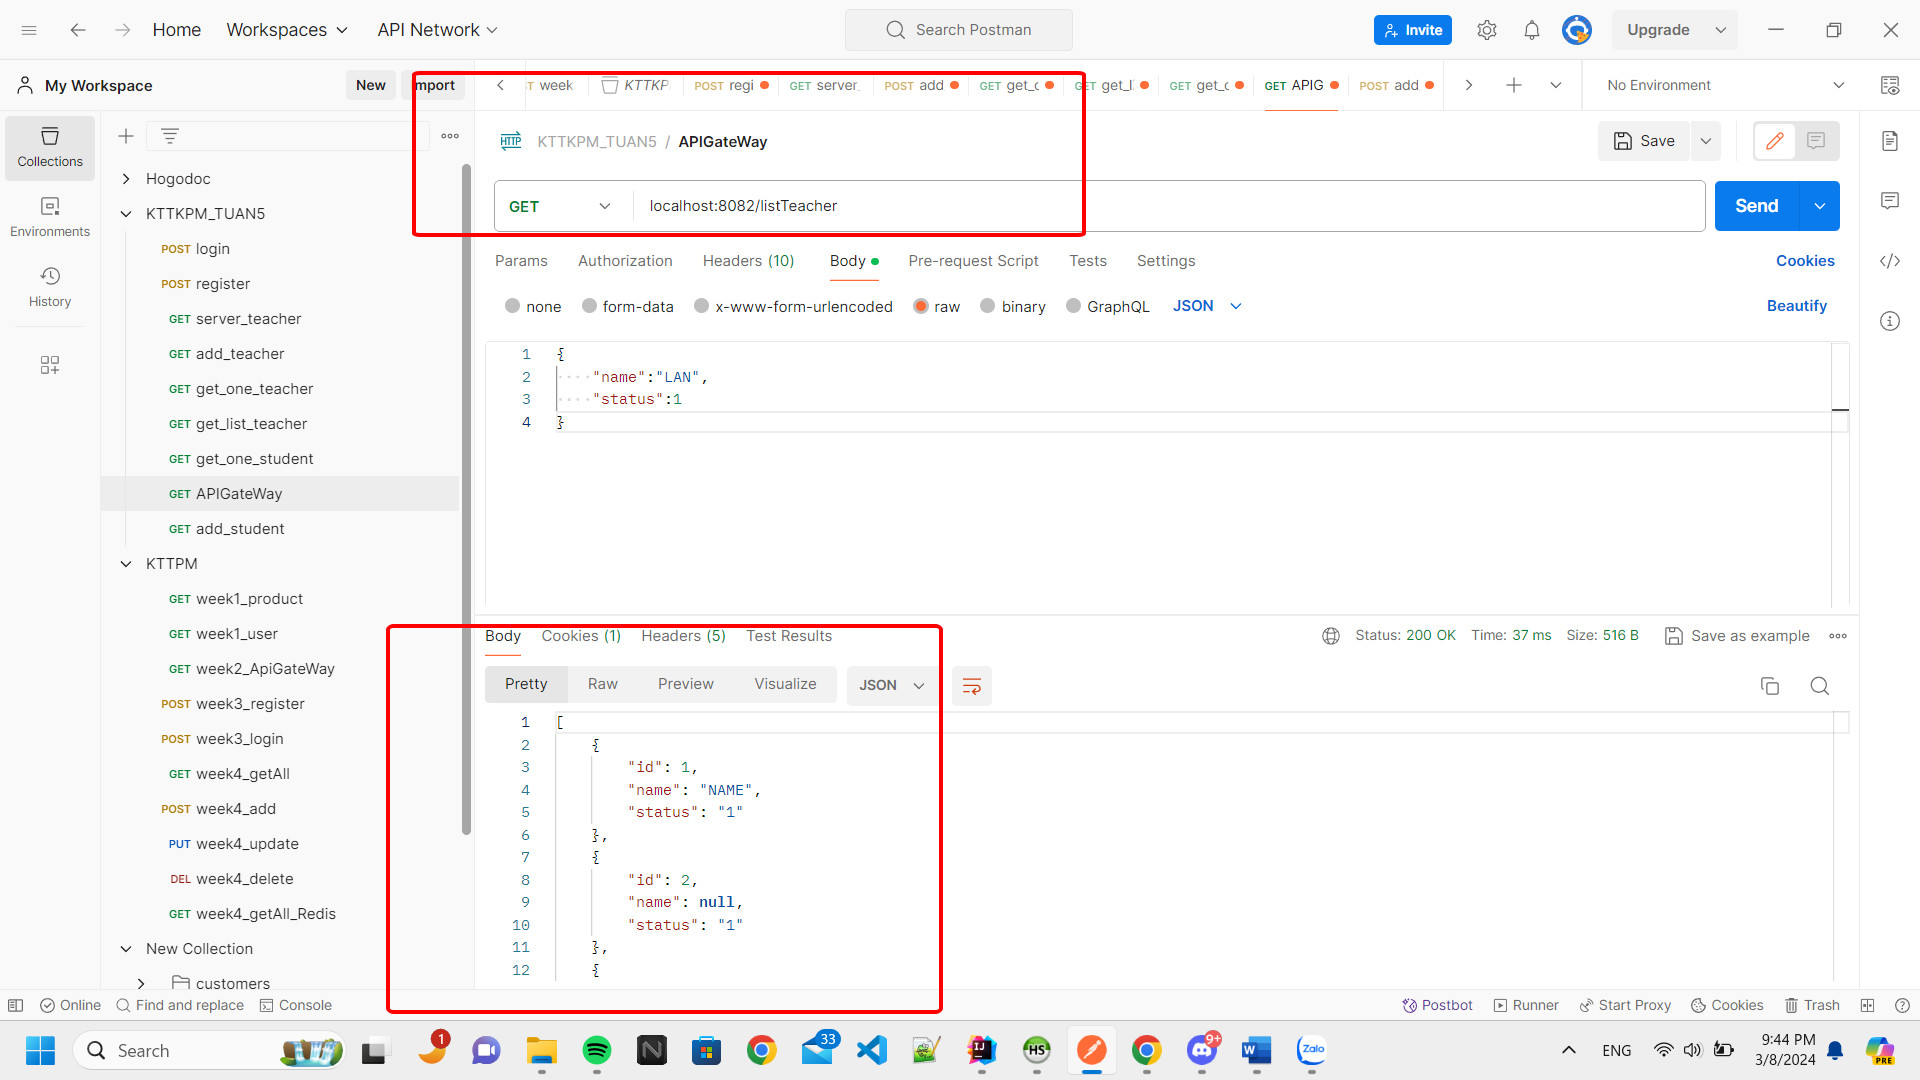 Home Workspaces API Network Search Postman Invite Upgrade
My Workspace New mport week KTTKP POST regi GET server_ POST add GET get_c GET get_l GET get_c GET APIG POST add No Environment
KTTKPM_TUAN5 / APIGateWay Save
Collections
Hogodoc
KTTKPM_TUAN5
GET localhost:8082/listTeacher Send
Environments
POST login
POST register
Params Authorization Headers (10) Body Pre-request Script Tests Settings Cookies
History
GET server_teacher
none form-data x-www-form-urlencoded raw binary GraphQL JSON Beautify
GET add_teacher
GET get_one_teacher
GET get_list_teacher
GET get_one_student
GET APIGateWay
GET add_student
1 {
2 "name":"LAN",
3 "status":1
4 }
KTTPM
GET week1_product
GET week1_user
GET week2_ApiGateWay
POST week3_register
POST week3_login
GET week4_getAll
POST week4_add
PUT week4_update
DEL week4_delete
GET week4_getAll_Redis
New Collection
customers
Body Cookies (1) Headers (5) Test Results Status: 200 OK Time: 37 ms Size: 516 B Save as example
Pretty Raw Preview Visualize JSON
1 [
2 {
3 "id": 1,
4 "name": "NAME",
5 "status": "1"
6 },
7 {
8 "id": 2,
9 "name": null,
10 "status": "1"
11 },
12 {
Online Find and replace Console Postbot Runner Start Proxy Cookies Trash
Search 1 33 9+ Zalo ENG 9:44 PM
3/8/2024